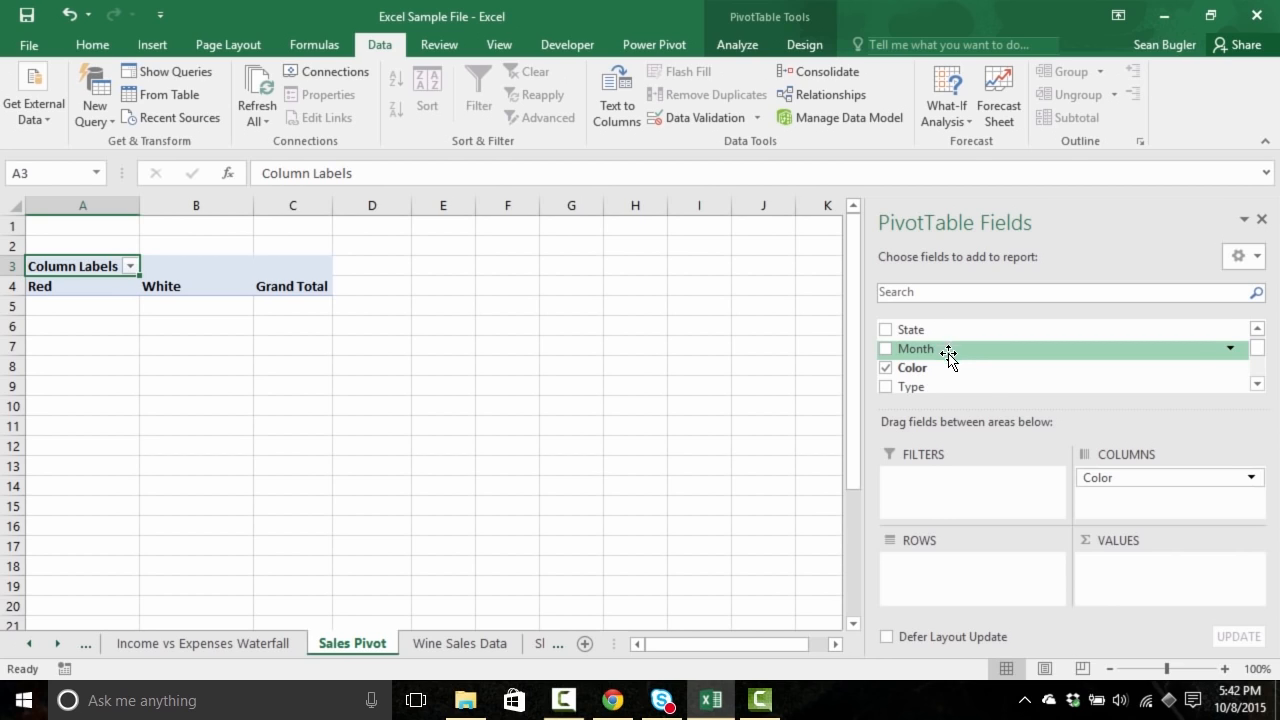 Excel Sample File - Excel
PivotTable Tools
File Home Insert Page Layout Formulas Data Review View Developer Power Pivot Analyze Design Tell me what you want to do... Sean Bugler Share
Get External Data
New Query
Show Queries
From Table
Recent Sources
Get & Transform
Refresh All
Connections
Properties
Edit Links
Connections
Sort
Filter
Clear
Reapply
Advanced
Sort & Filter
Text to Columns
Flash Fill
Remove Duplicates
Data Validation
Consolidate
Relationships
Manage Data Model
Data Tools
What-If Analysis
Forecast Sheet
Forecast
Group
Ungroup
Subtotal
Outline
A3 fx Column Labels
A B C D E F G H I J K
1
2
3 Column Labels
4 Red White Grand Total
5
6
7
8
9
10
11
12
13
14
15
16
17
18
19
20
21
PivotTable Fields
Choose fields to add to report:
Search
State
Month
Color
Type
Drag fields between areas below:
FILTERS
COLUMNS
Color
ROWS
Σ VALUES
Defer Layout Update UPDATE
... Income vs Expenses Waterfall Sales Pivot Wine Sales Data Sl ...
Ready 100%
Ask me anything
5:42 PM
10/8/2015